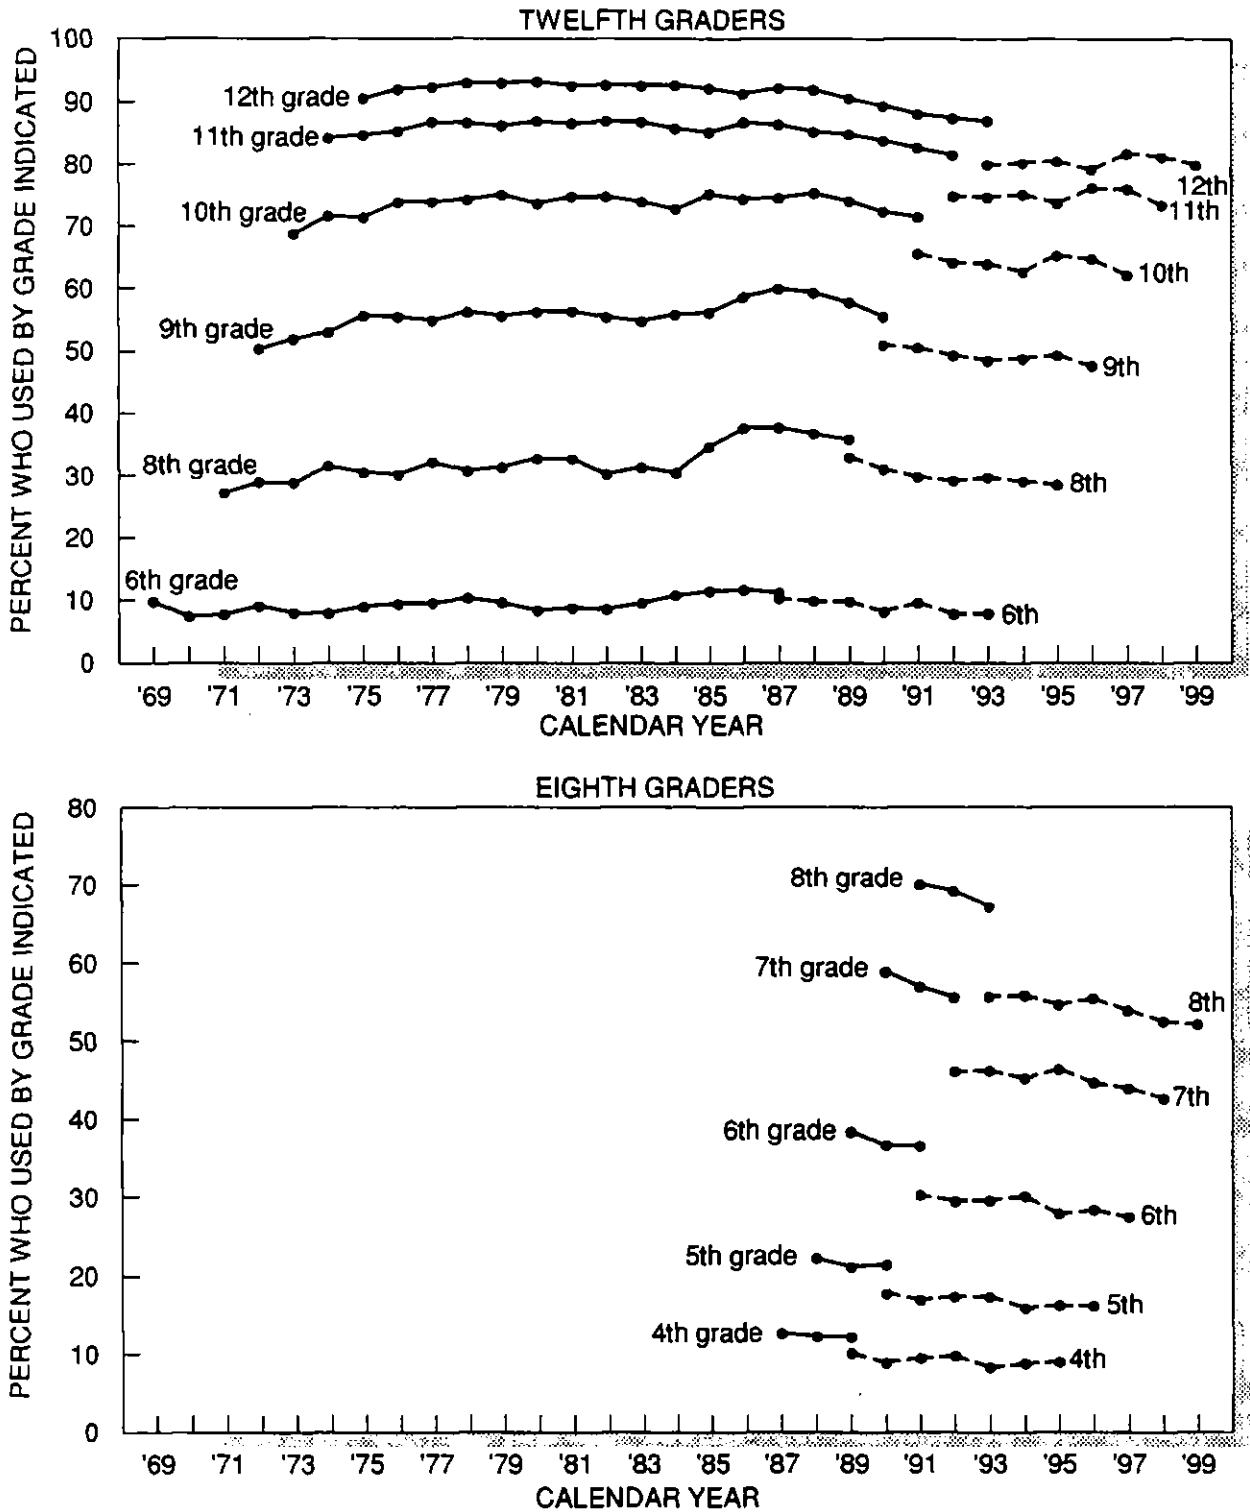 TWELFTH GRADERS
PERCENT WHO USED BY GRADE INDICATED
100
90
80
70
60
50
40
30
20
10
0
12th grade
11th grade
10th grade
9th grade
8th grade
6th grade
12th
11th
10th
9th
8th
6th
'69 '71 '73 '75 '77 '79 '81 '83 '85 '87 '89 '91 '93 '95 '97 '99
CALENDAR YEAR
EIGHTH GRADERS
PERCENT WHO USED BY GRADE INDICATED
80
70
60
50
40
30
20
10
0
8th grade
7th grade
6th grade
5th grade
4th grade
8th
7th
6th
5th
4th
'69 '71 '73 '75 '77 '79 '81 '83 '85 '87 '89 '91 '93 '95 '97 '99
CALENDAR YEAR